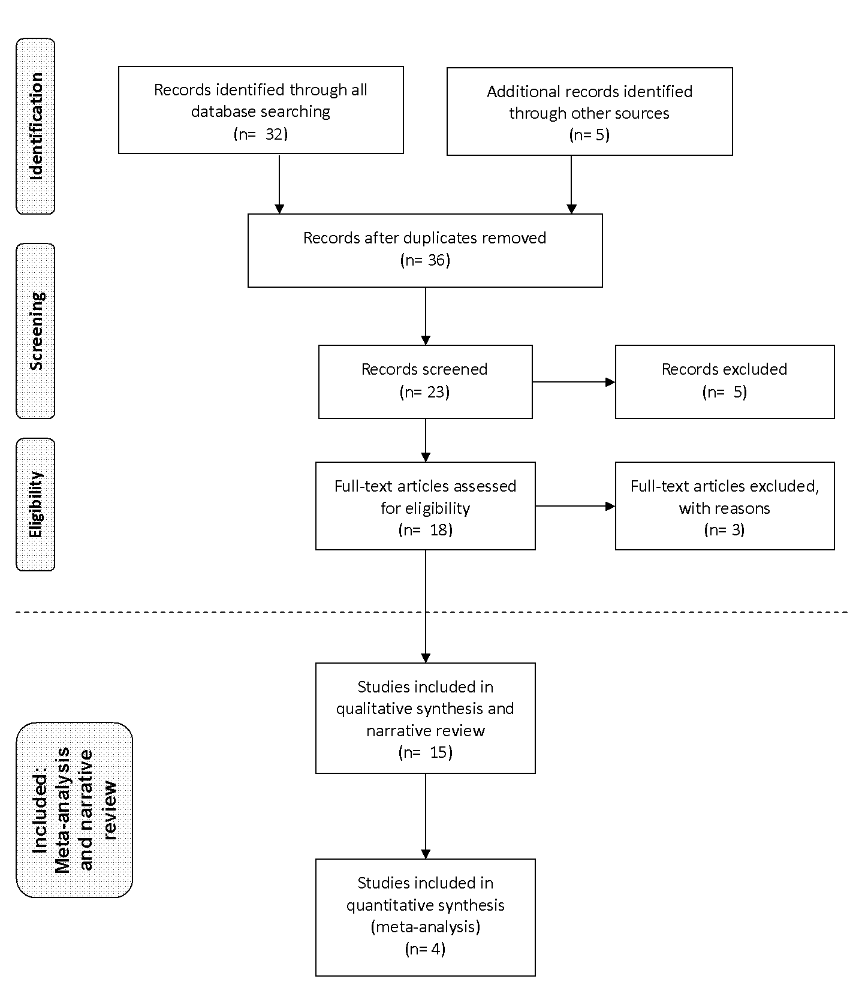 Identification
Records identified through all
database searching
(n=  32)
Additional records identified
through other sources
(n= 5)
Records after duplicates removed
(n= 36)
Screening
Records screened
(n= 23)
Records excluded
(n=  5)
Eligibility
Full-text articles assessed
for eligibility
(n=  18)
Full-text articles excluded,
with reasons
(n= 3)
Included:
Meta-analysis
and narrative
review
Studies included in
qualitative synthesis and
narrative review
(n=  15)
Studies included in
quantitative synthesis
(meta-analysis)
(n= 4)